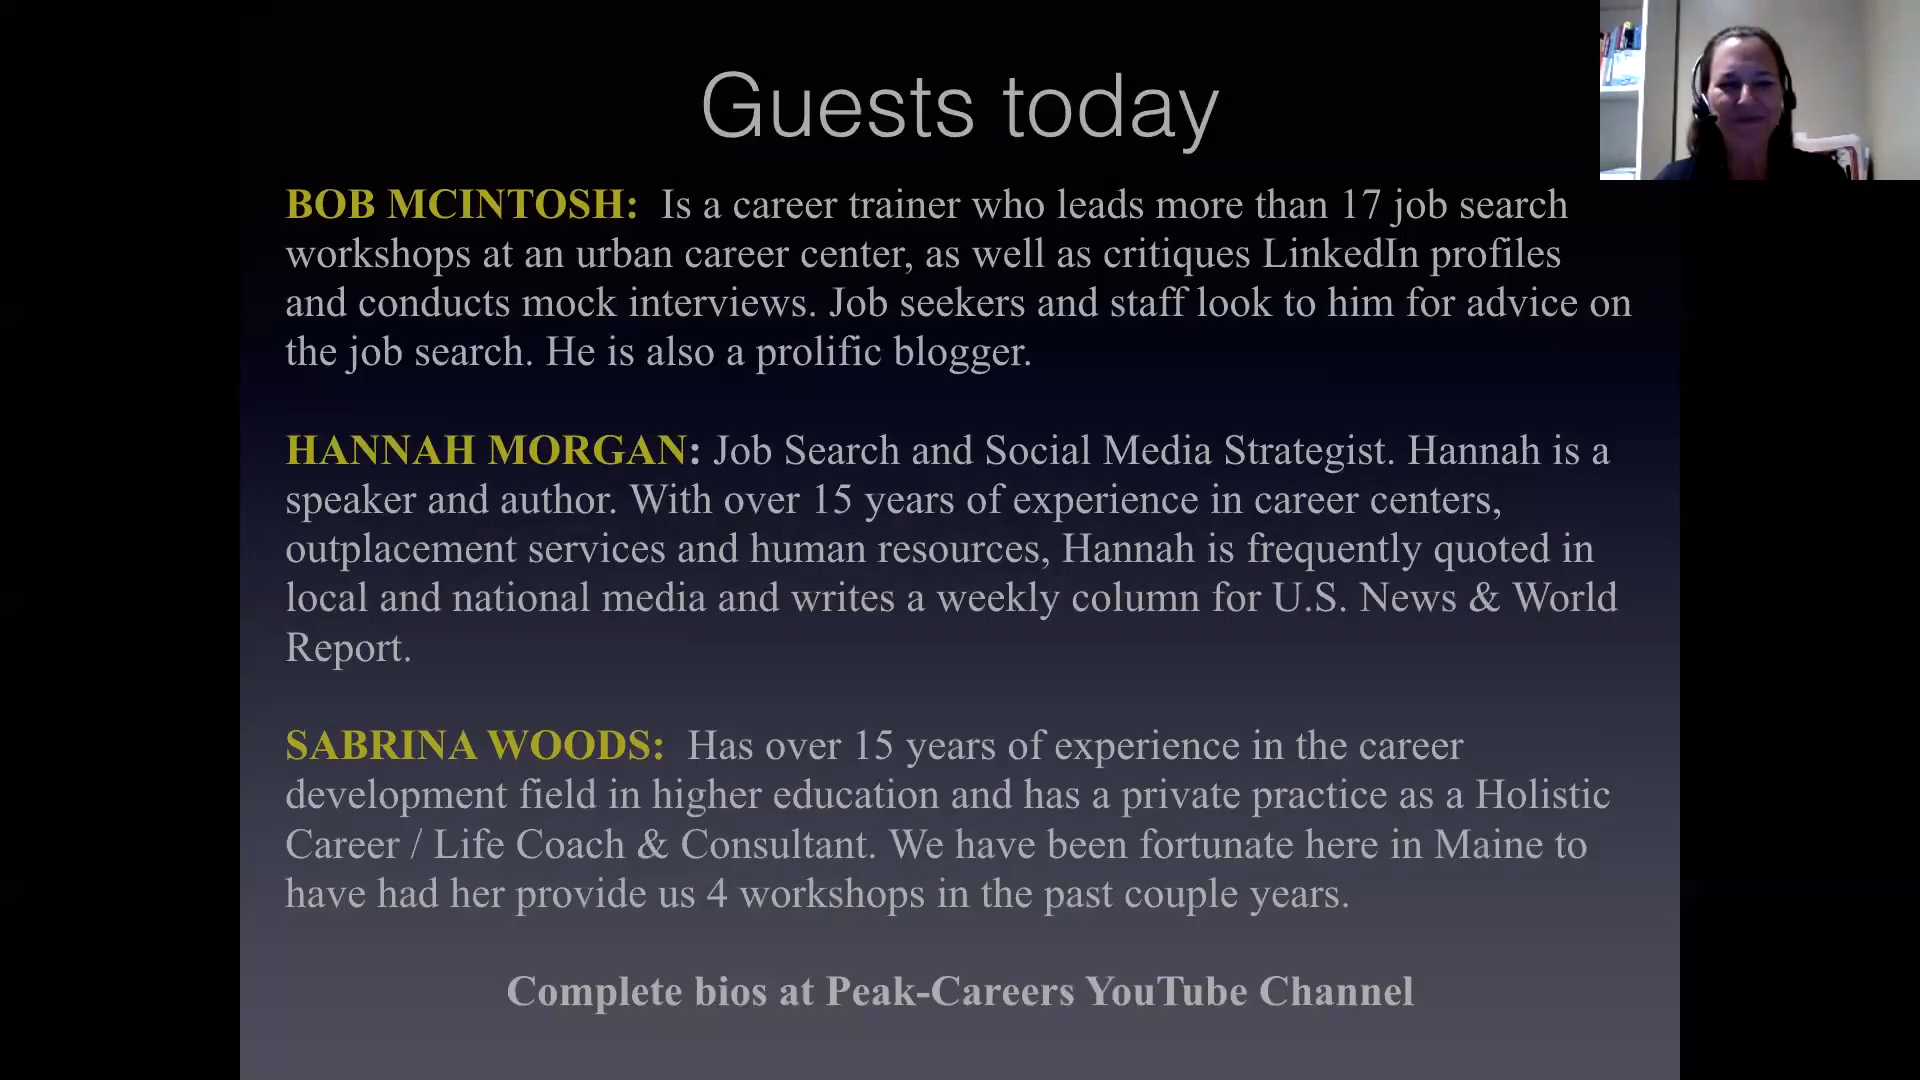 Guests today
BOB MCINTOSH: Is a career trainer who leads more than 17 job search
workshops at an urban career center, as well as critiques LinkedIn profiles
and conducts mock interviews. Job seekers and staff look to him for advice on
the job search. He is also a prolific blogger.
HANNAH MORGAN: Job Search and Social Media Strategist. Hannah is a
speaker and author. With over 15 years of experience in career centers,
outplacement services and human resources, Hannah is frequently quoted in
local and national media and writes a weekly column for U.S. News & World
Report.
SABRINA WOODS: Has over 15 years of experience in the career
development field in higher education and has a private practice as a Holistic
Career / Life Coach & Consultant. We have been fortunate here in Maine to
have had her provide us 4 workshops in the past couple years.
Complete bios at Peak-Careers YouTube Channel